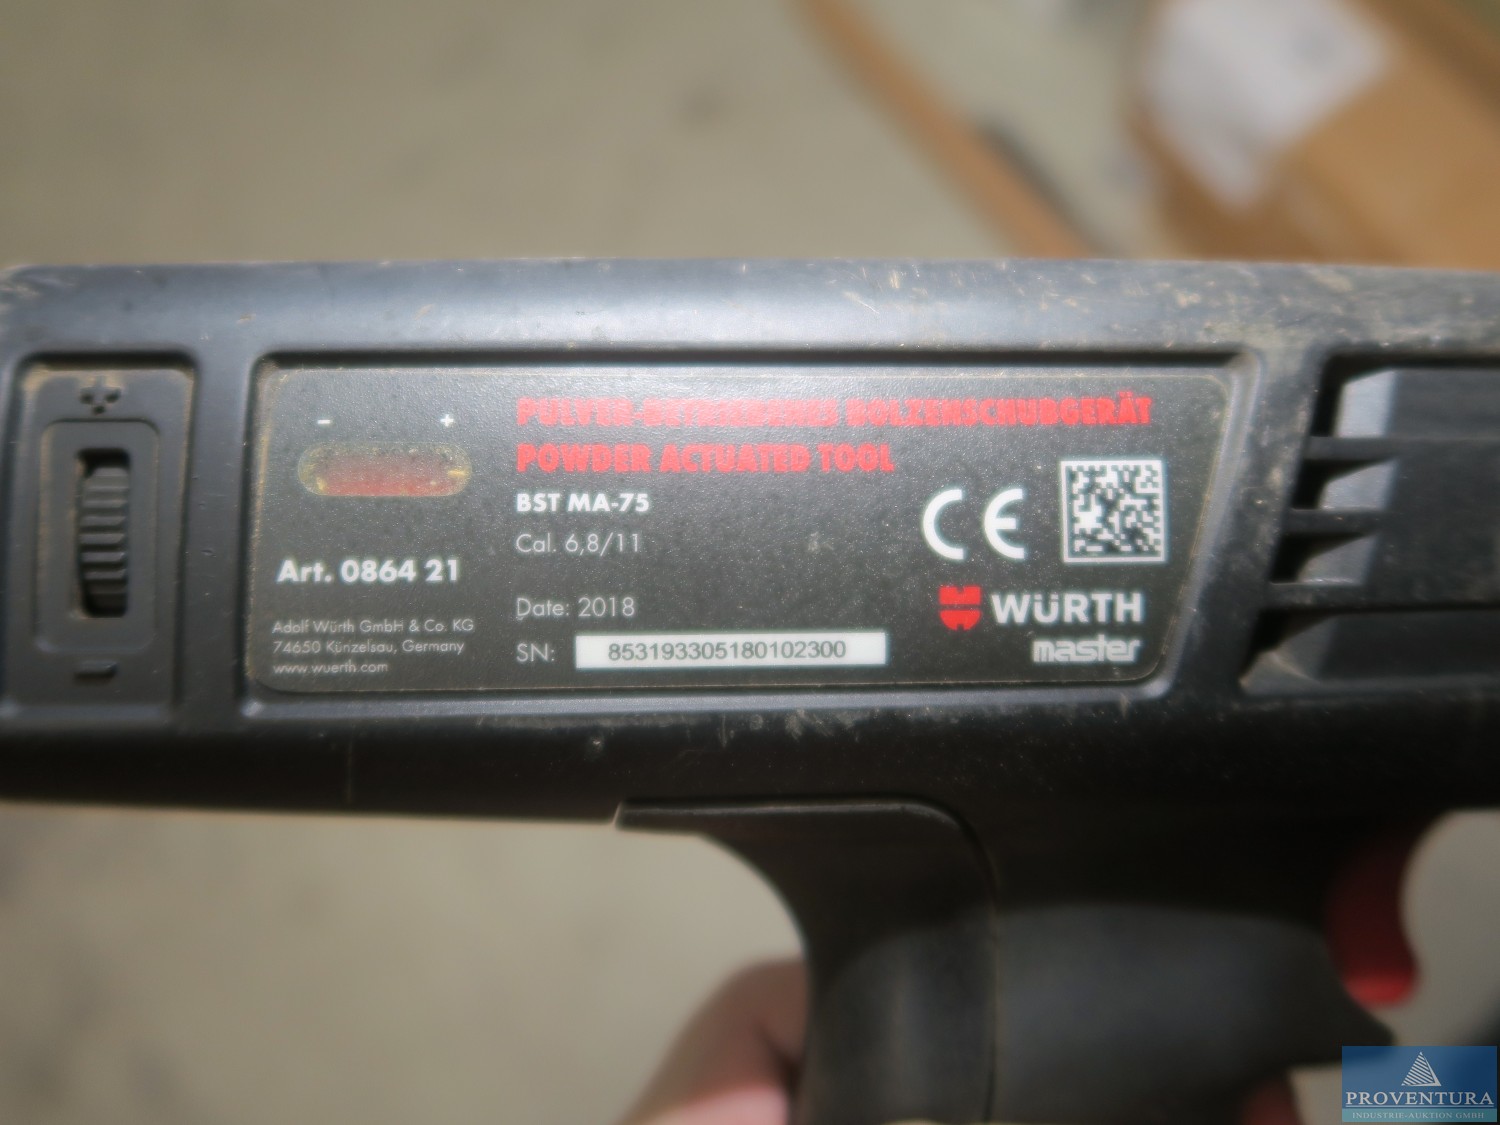 - +
PULVER-BETRIEBENES BOLZENSCHUBGERÄT
POWDER ACTUATED TOOL
BST MA-75
Cal. 6,8/11
Art. 0864 21
Adolf Würth GmbH & Co. KG
74650 Künzelsau, Germany
www.wuerth.com
Date: 2018
SN: 853193305180102300
CE
WÜRTH
master
+
-
PROVENTURA
INDUSTRIE-AUKTION GMBH